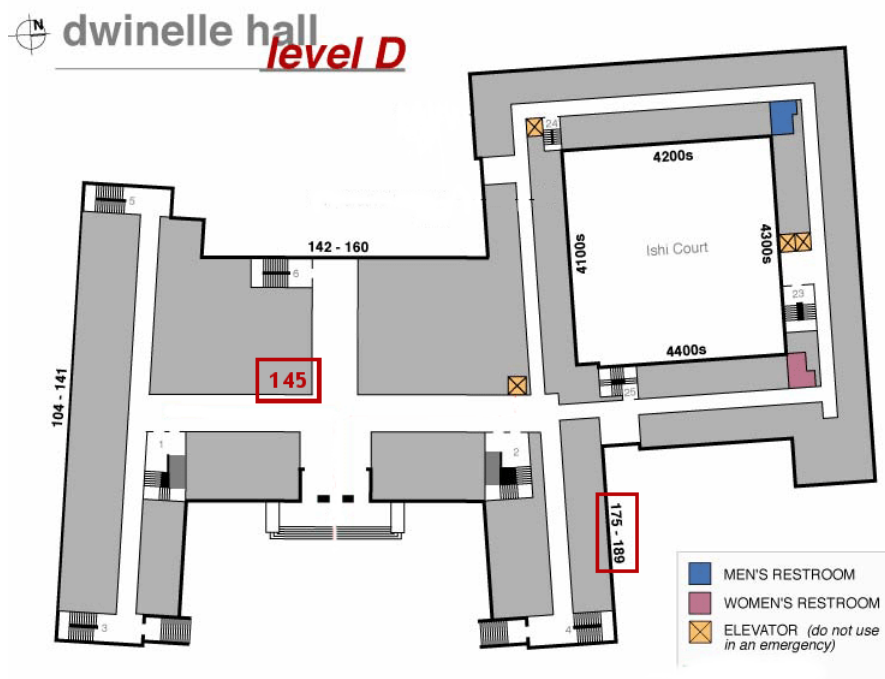 N
dwinelle hall
level D
24
4200s
5
142 - 160
6
4100s
Ishi Court
4300s
23
145
104 - 141
4400s
25
1
2
175 - 189
3
4
MEN'S RESTROOM
WOMEN'S RESTROOM
ELEVATOR (do not use
in an emergency)